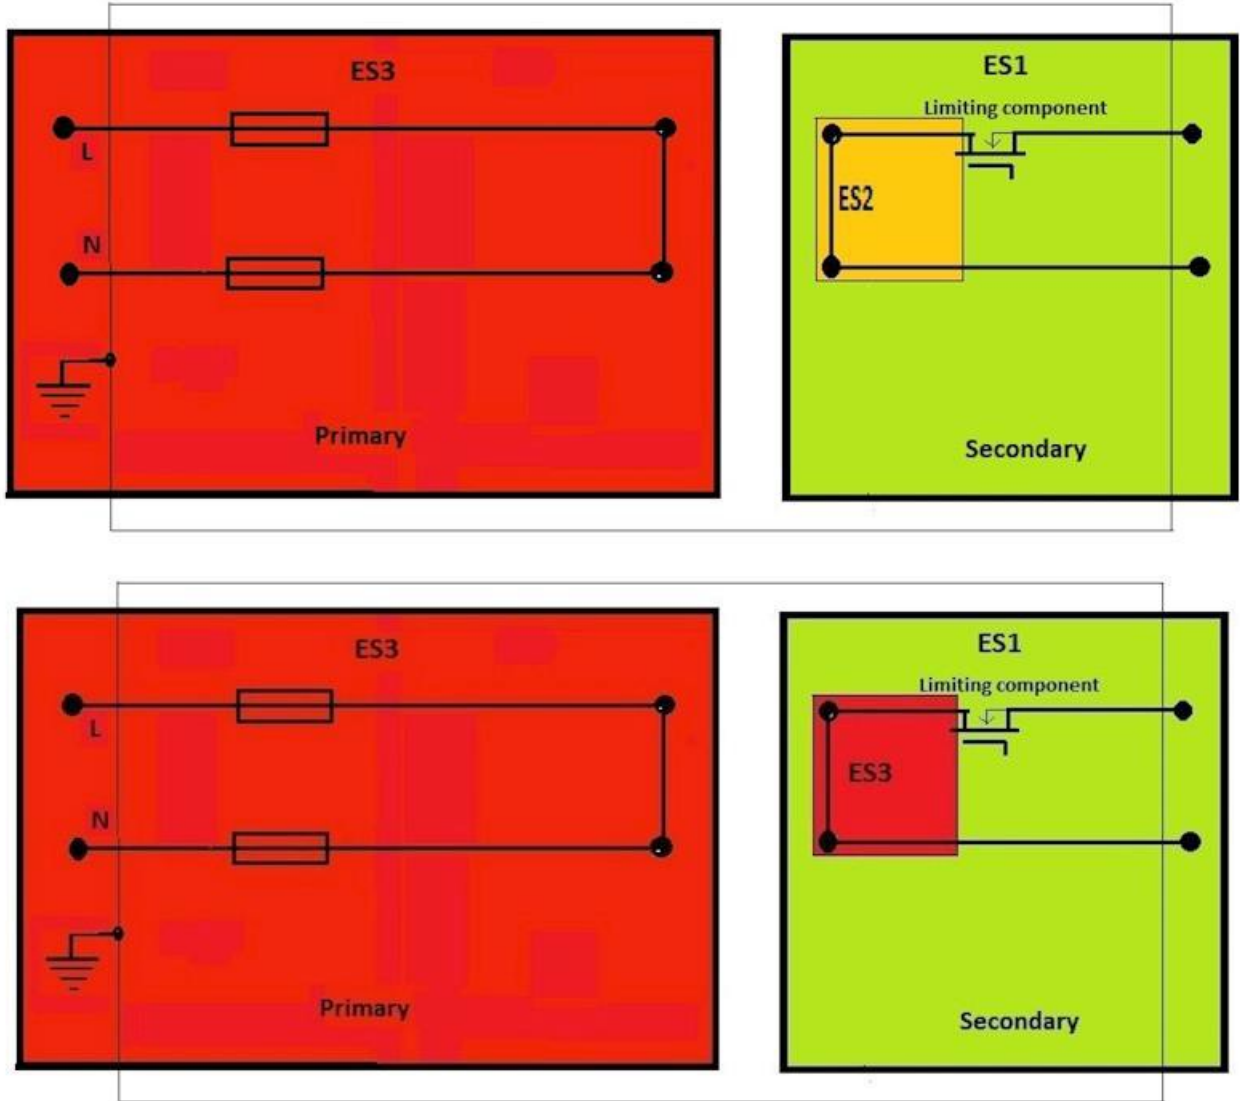 ES3
ES1
Limiting component
L
ES2
N
Primary
Secondary
ES3
ES1
Limiting component
L
ES3
N
Primary
Secondary